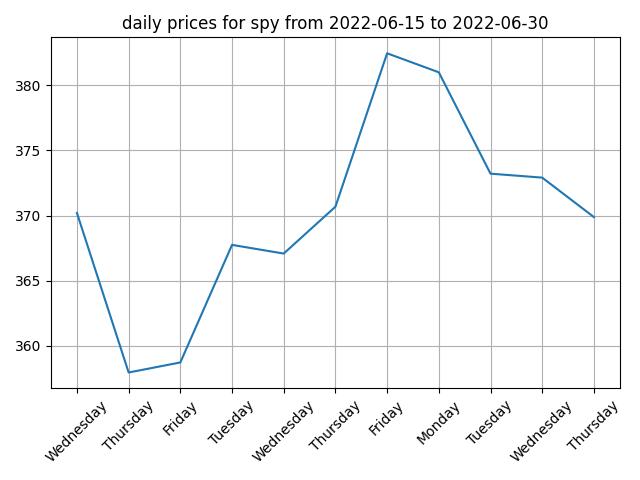 daily prices for spy from 2022-06-15 to 2022-06-30
380
375
370
365
360
Wednesday
Thursday
Friday
Tuesday
Wednesday
Thursday
Friday
Monday
Tuesday
Wednesday
Thursday